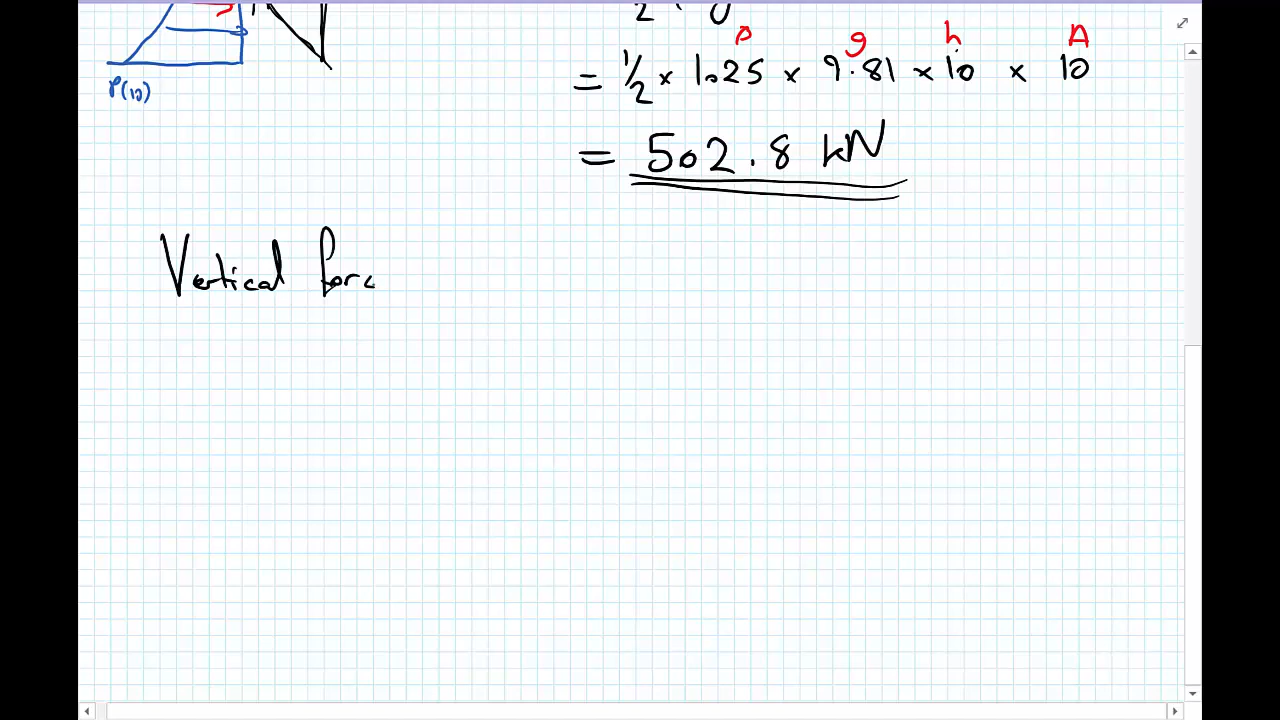 ρ g h A
= 1/2 × 1.25 × 9.81 × 10 × 10
P(10)
= 502.8 kN
Vertical forc